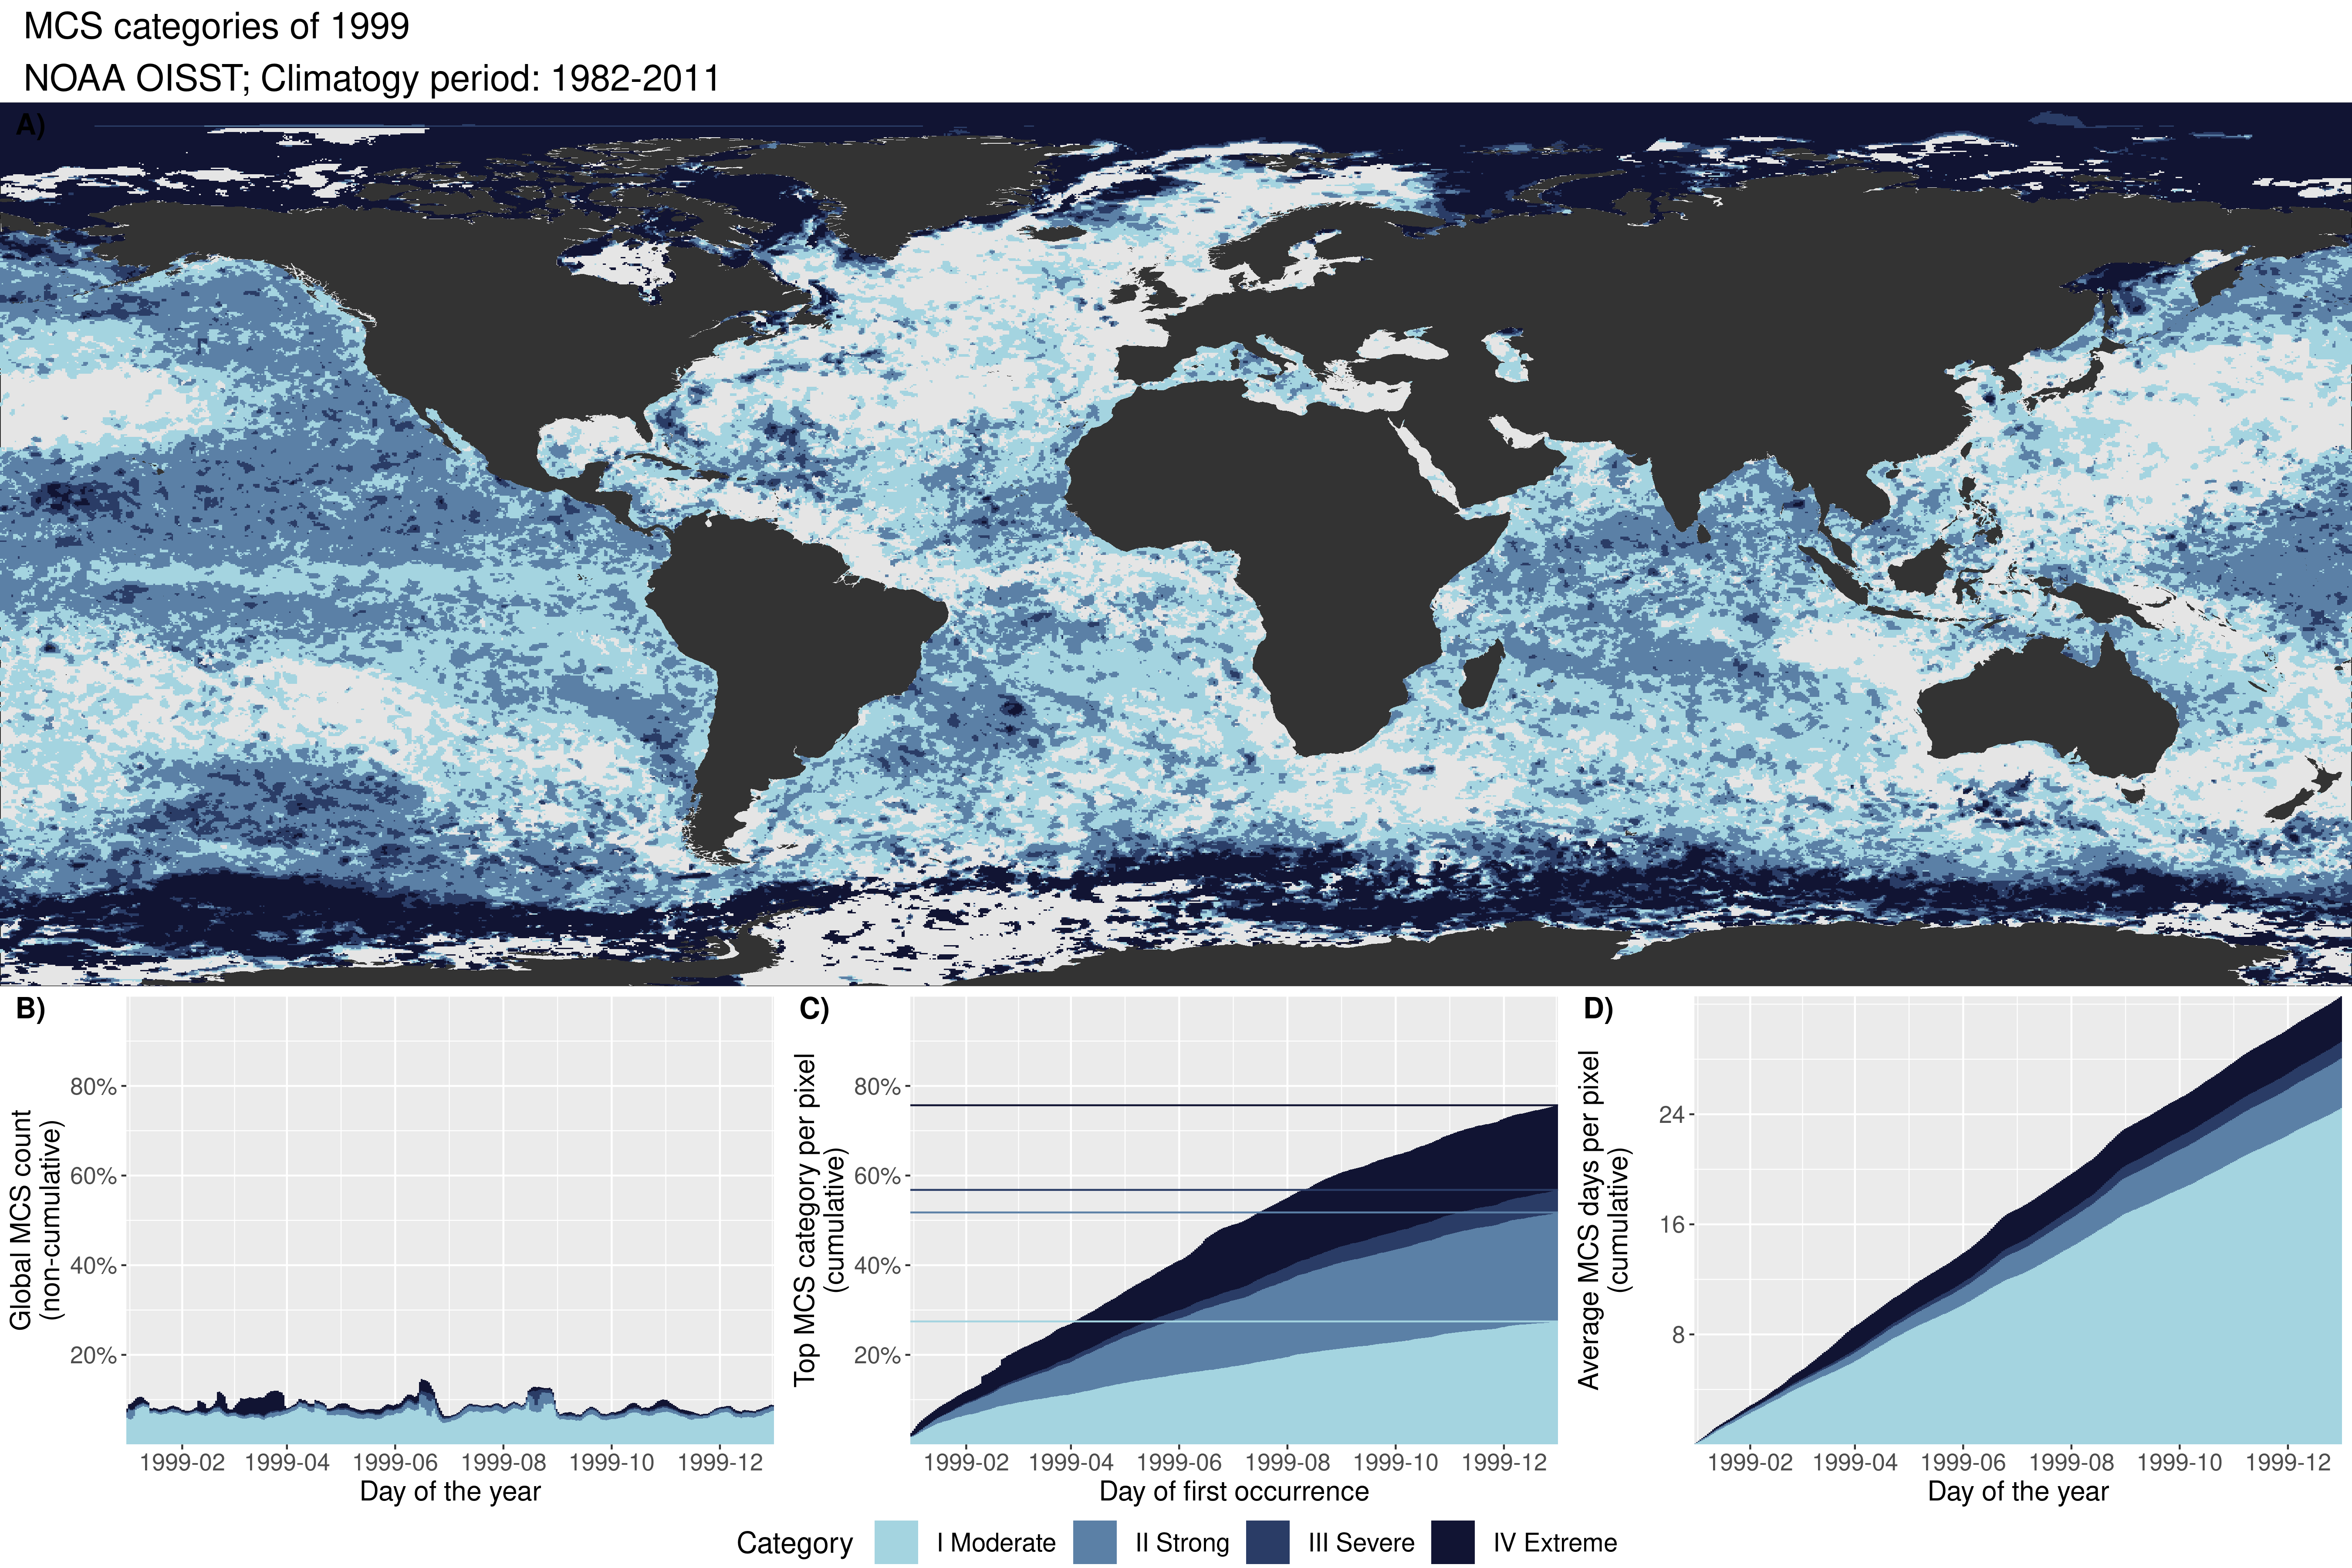 MCS categories of 1999
NOAA OISST; Climatogy period: 1982-2011
A)
B)
Global MCS count
(non-cumulative)
80%
60%
40%
20%
1999-02 1999-04 1999-06 1999-08 1999-10 1999-12
Day of the year
C)
Top MCS category per pixel
(cumulative)
80%
60%
40%
20%
1999-02 1999-04 1999-06 1999-08 1999-10 1999-12
Day of first occurrence
D)
Average MCS days per pixel
(cumulative)
24
16
8
1999-02 1999-04 1999-06 1999-08 1999-10 1999-12
Day of the year
Category I Moderate II Strong III Severe IV Extreme